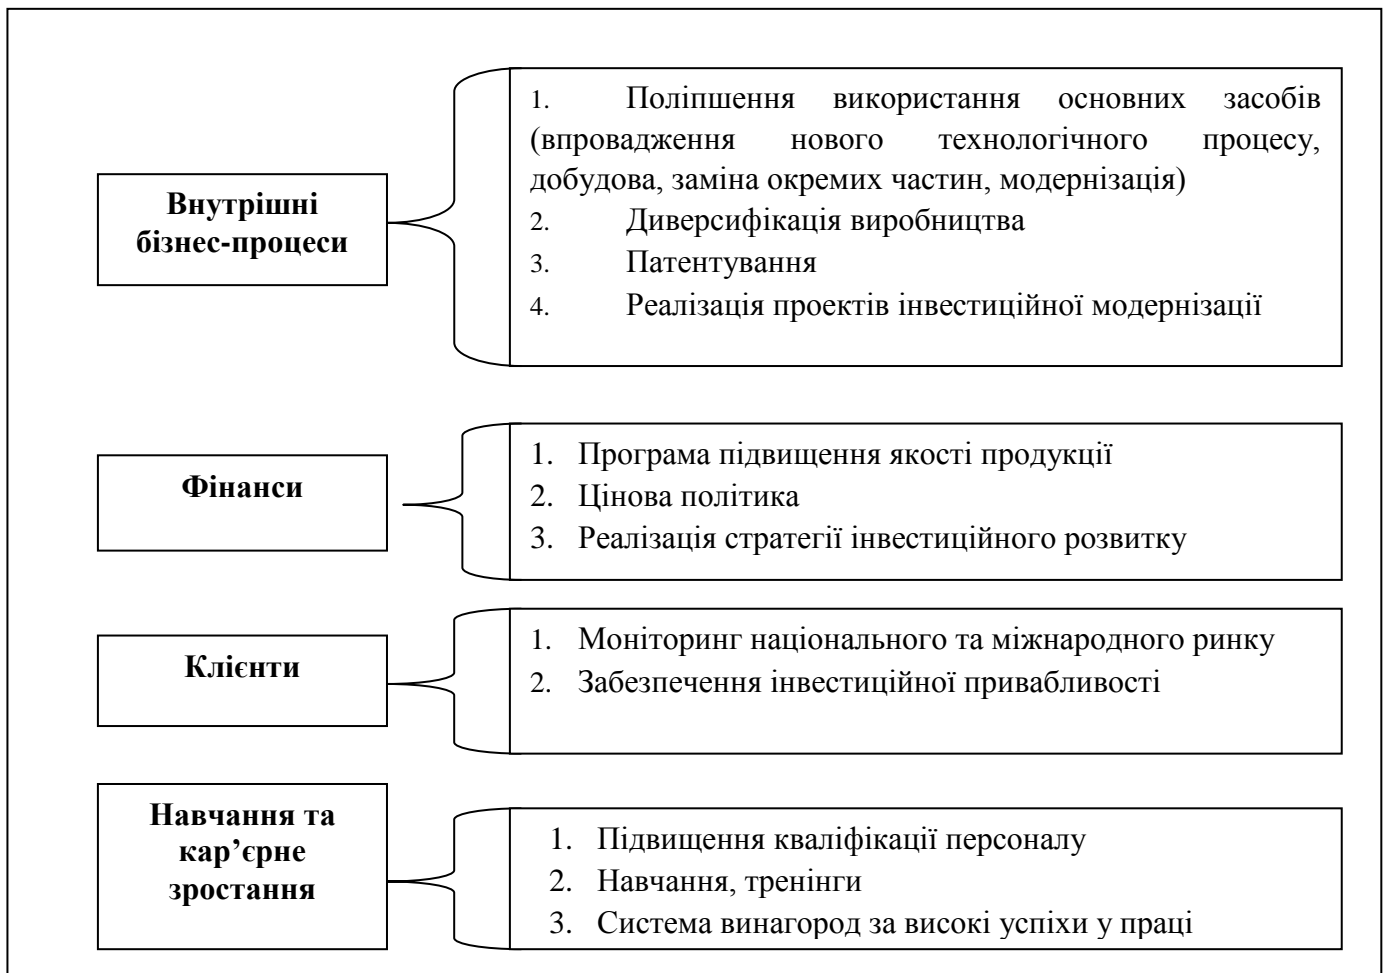 Внутрішні
бізнес-процеси
1. Поліпшення використання основних засобів
(впровадження нового технологічного процесу,
добудова, заміна окремих частин, модернізація)
2. Диверсифікація виробництва
3. Патентування
4. Реалізація проектів інвестиційної модернізації
Фінанси
1. Програма підвищення якості продукції
2. Цінова політика
3. Реалізація стратегії інвестиційного розвитку
Клієнти
1. Моніторинг національного та міжнародного ринку
2. Забезпечення інвестиційної привабливості
Навчання та
кар’єрне
зростання
1. Підвищення кваліфікації персоналу
2. Навчання, тренінги
3. Система винагород за високі успіхи у праці